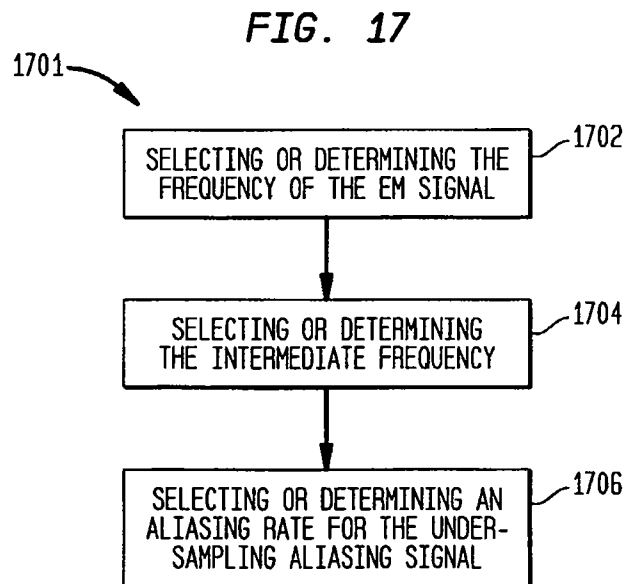 FIG. 17
1701
SELECTING OR DETERMINING THE
FREQUENCY OF THE EM SIGNAL
1702
SELECTING OR DETERMINING
THE INTERMEDIATE FREQUENCY
1704
SELECTING OR DETERMINING AN
ALIASING RATE FOR THE UNDER-
SAMPLING ALIASING SIGNAL
1706